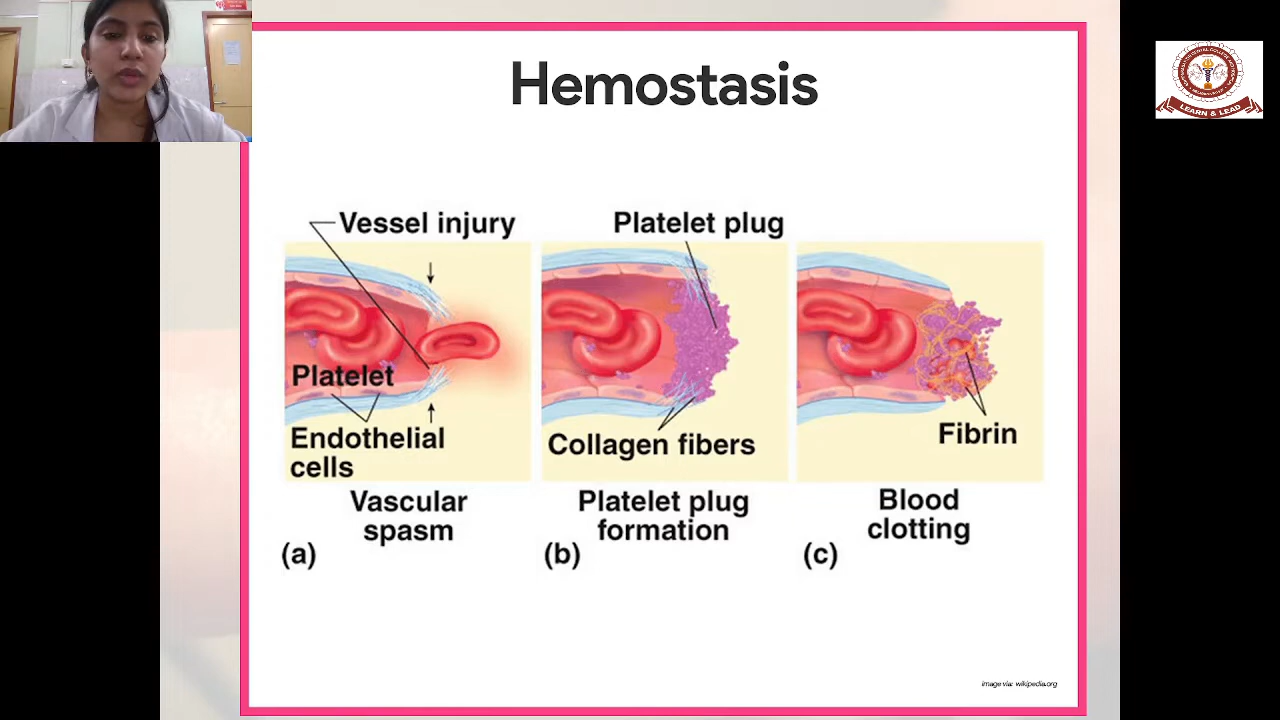 Hemostasis
LEARN & LEAD
Vessel injury
Platelet plug
Platelet
Endothelial
cells
Collagen fibers
Fibrin
Vascular
spasm
Platelet plug
formation
Blood
clotting
(a)
(b)
(c)
image via: wikipedia.org